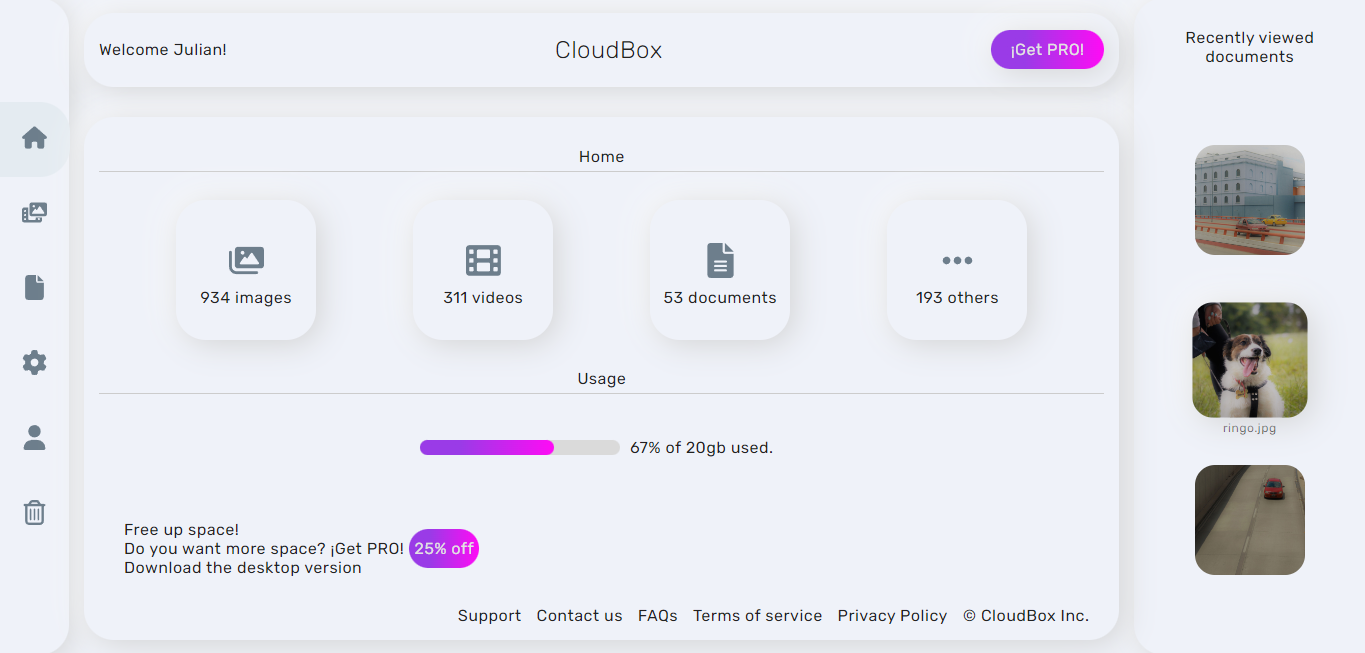 Welcome Julian!
CloudBox
¡Get PRO!
Home
934 images
311 videos
53 documents
193 others
Usage
67% of 20gb used.
Free up space!
Do you want more space? ¡Get PRO! 25% off
Download the desktop version
Support Contact us FAQs Terms of service Privacy Policy © CloudBox Inc.
Recently viewed
documents
ringo.jpg